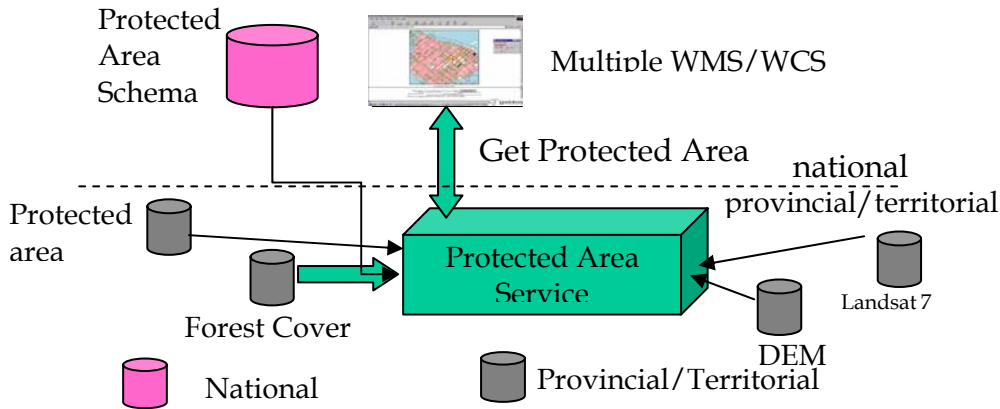 Protected
Area
Schema
Multiple WMS/WCS
Get Protected Area
national
provincial/territorial
Protected
area
Protected Area
Service
Landsat 7
Forest Cover
DEM
National
Provincial/Territorial